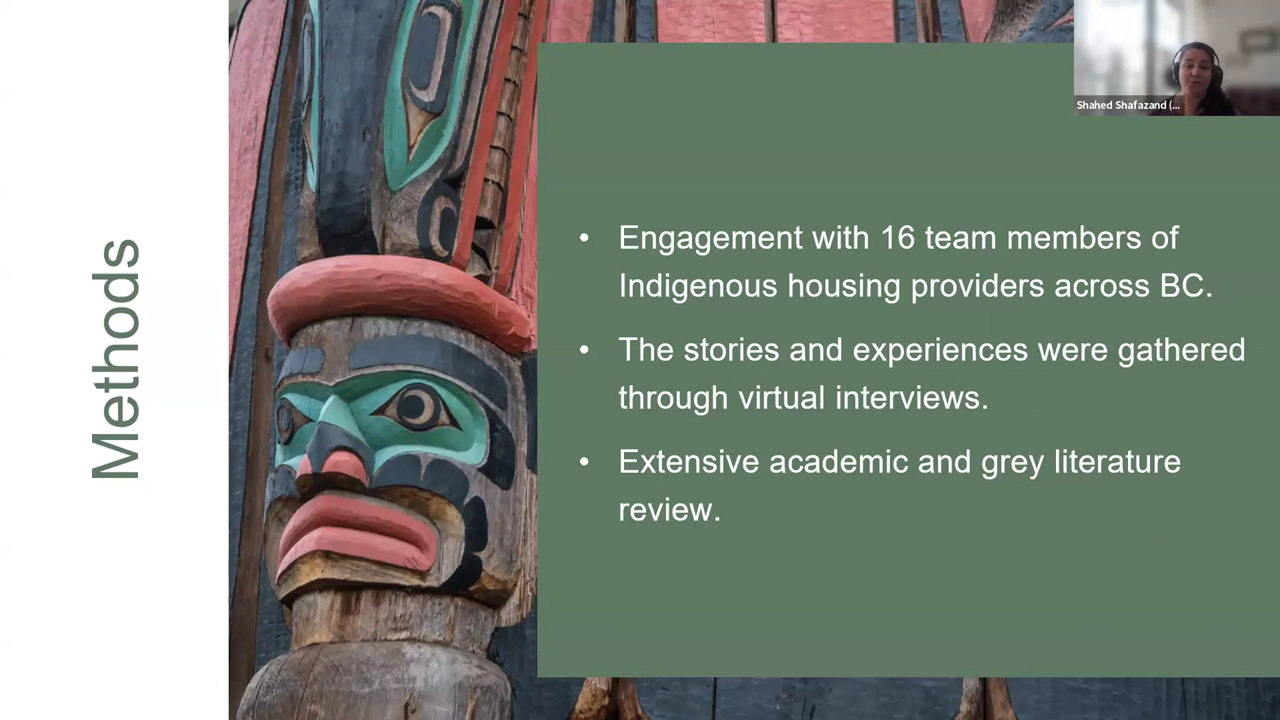 Methods
Shahed Shafazand (...
• Engagement with 16 team members of
Indigenous housing providers across BC.
• The stories and experiences were gathered
through virtual interviews.
• Extensive academic and grey literature
review.